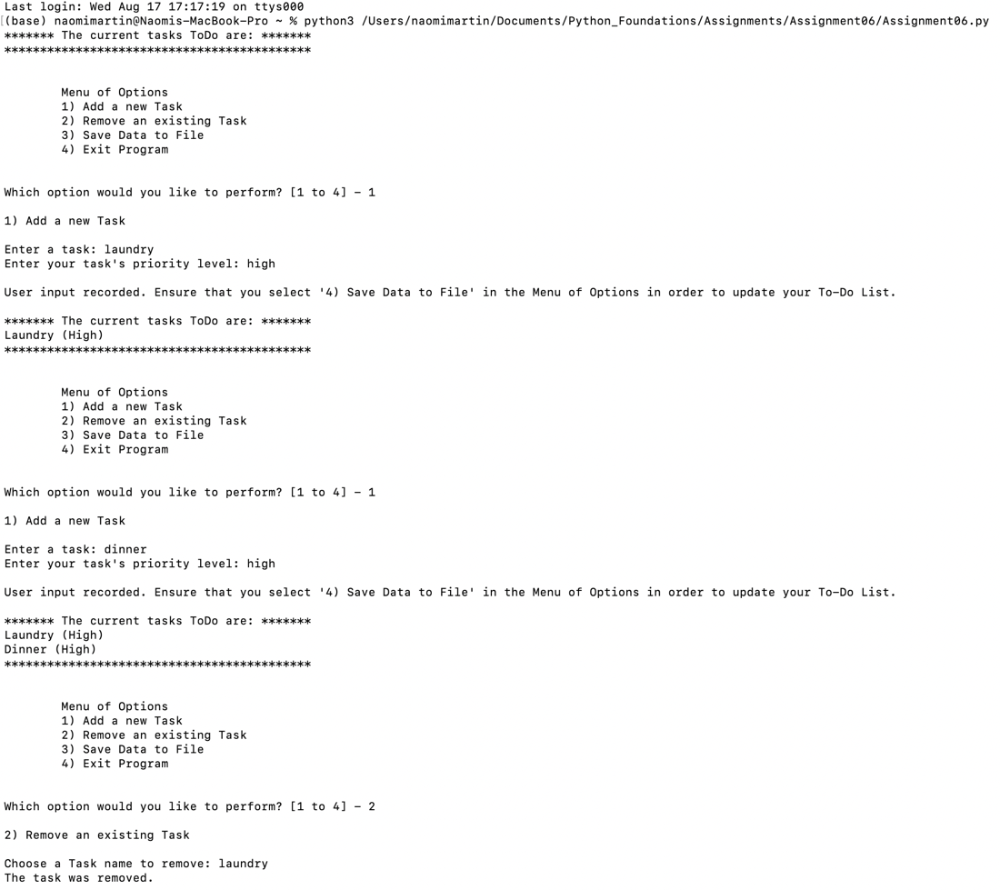 Last login: Wed Aug 17 17:17:19 on ttys000
[(base) naomimartin@Naomis-MacBook-Pro ~ % python3 /Users/naomimartin/Documents/Python_Foundations/Assignments/Assignment06/Assignment06.py
******* The current tasks ToDo are: *******
*******************************************
Menu of Options
1) Add a new Task
2) Remove an existing Task
3) Save Data to File
4) Exit Program
Which option would you like to perform? [1 to 4] - 1
1) Add a new Task
Enter a task: laundry
Enter your task's priority level: high
User input recorded. Ensure that you select '4) Save Data to File' in the Menu of Options in order to update your To-Do List.
******* The current tasks ToDo are: *******
Laundry (High)
*******************************************
Menu of Options
1) Add a new Task
2) Remove an existing Task
3) Save Data to File
4) Exit Program
Which option would you like to perform? [1 to 4] - 1
1) Add a new Task
Enter a task: dinner
Enter your task's priority level: high
User input recorded. Ensure that you select '4) Save Data to File' in the Menu of Options in order to update your To-Do List.
******* The current tasks ToDo are: *******
Laundry (High)
Dinner (High)
*******************************************
Menu of Options
1) Add a new Task
2) Remove an existing Task
3) Save Data to File
4) Exit Program
Which option would you like to perform? [1 to 4] - 2
2) Remove an existing Task
Choose a Task name to remove: laundry
The task was removed.